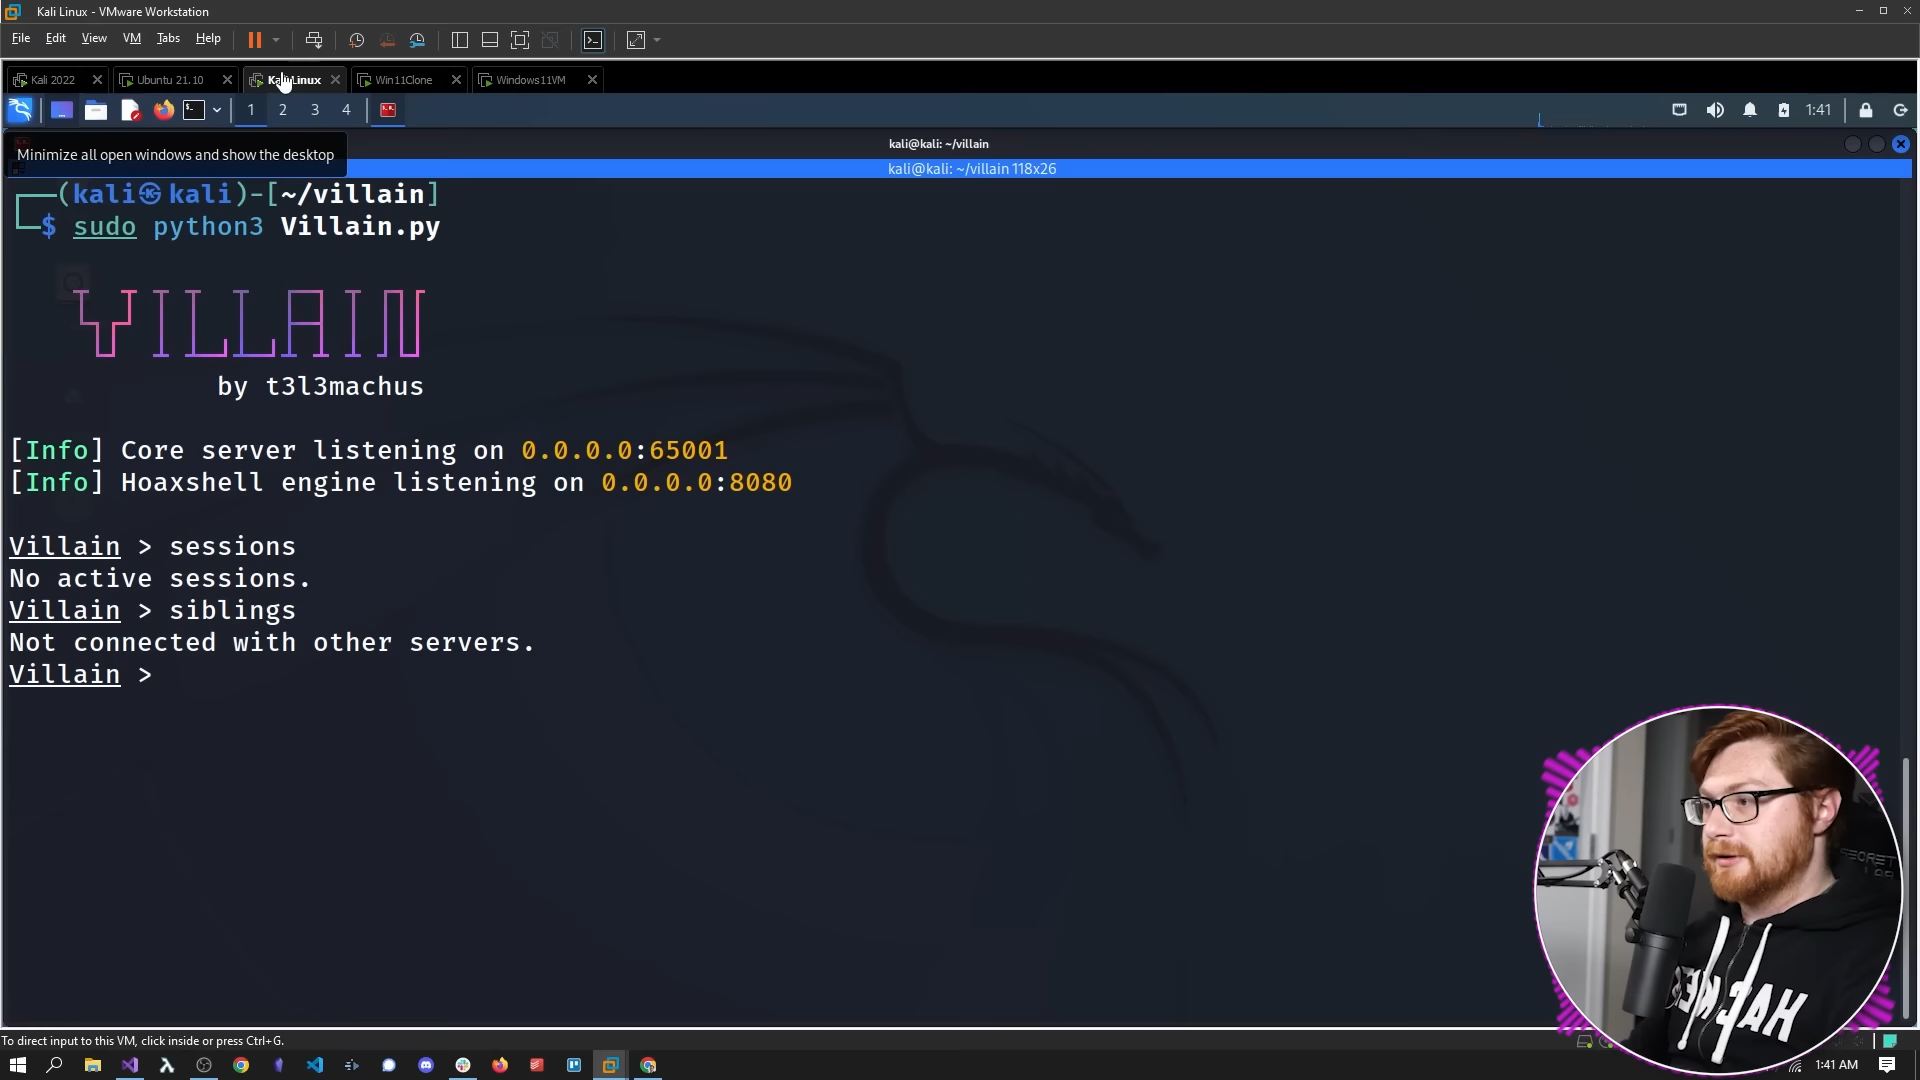 Kali Linux - VMware Workstation
File Edit View VM Tabs Help
Kali 2022 Ubuntu 21.10 Kali Linux Win11Clone Windows11VM
1 2 3 4 1:41
Minimize all open windows and show the desktop
kali@kali: ~/villain
kali@kali: ~/villain 118x26
(kali㉿kali)-[~/villain]
$ sudo python3 Villain.py
VILLAIN
by t3l3machus
[Info] Core server listening on 0.0.0.0:65001
[Info] Hoaxshell engine listening on 0.0.0.0:8080
Villain > sessions
No active sessions.
Villain > siblings
Not connected with other servers.
Villain >
SECRET
LAB
To direct input to this VM, click inside or press Ctrl+G.
1:41 AM